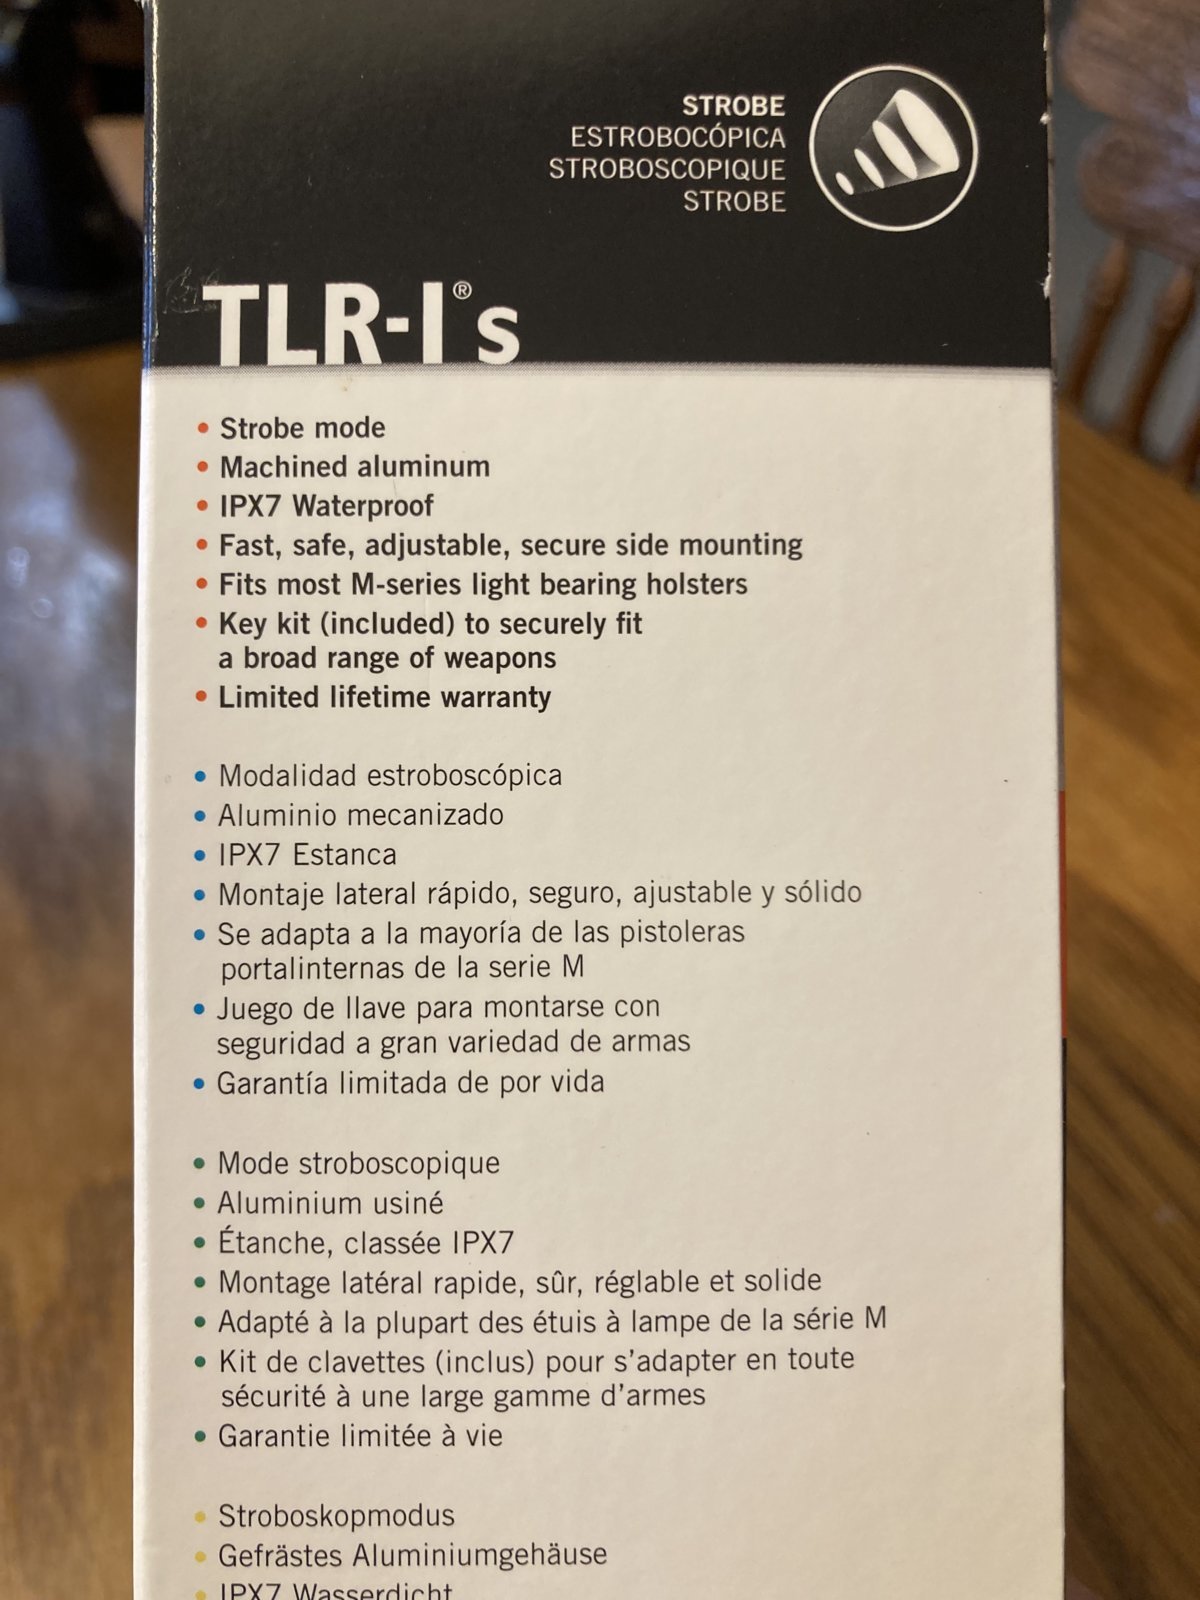 STROBE
ESTROBOCÓPICA
STROBOSCOPIQUE
STROBE
TLR-1® s
• Strobe mode
• Machined aluminum
• IPX7 Waterproof
• Fast, safe, adjustable, secure side mounting
• Fits most M-series light bearing holsters
• Key kit (included) to securely fit
a broad range of weapons
• Limited lifetime warranty
• Modalidad estroboscópica
• Aluminio mecanizado
• IPX7 Estanca
• Montaje lateral rápido, seguro, ajustable y sólido
• Se adapta a la mayoría de las pistoleras
portalinternas de la serie M
• Juego de llave para montarse con
seguridad a gran variedad de armas
• Garantía limitada de por vida
• Mode stroboscopique
• Aluminium usiné
• Étanche, classée IPX7
• Montage latéral rapide, sûr, réglable et solide
• Adapté à la plupart des étuis à lampe de la série M
• Kit de clavettes (inclus) pour s'adapter en toute
sécurité à une large gamme d'armes
• Garantie limitée à vie
• Stroboskopmodus
• Gefrästes Aluminiumgehäuse
• IPX7 Wasserdicht